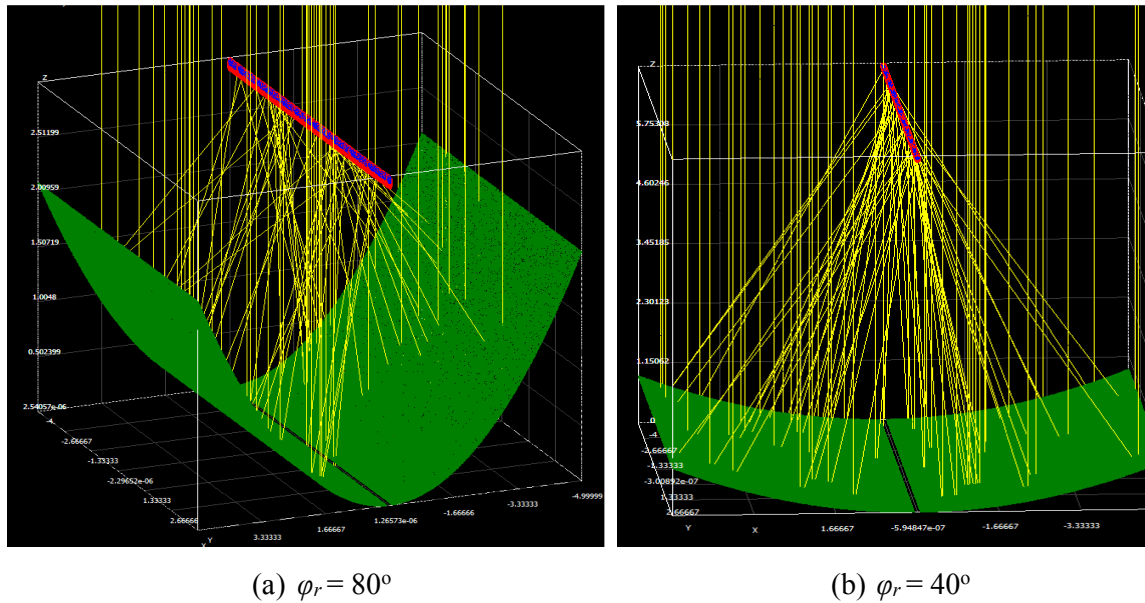 Z
2.51199
2.00959
1.50719
1.0048
0.502399
2.54057e-06
-4
-2.66667
-1.33333
-2.29652e-06
1.33333
2.66666
Y
3.33333
1.66667
1.26573e-06
-1.66666
-3.33333
-4.99999
Z
5.75308
4.60246
3.45185
2.30123
1.15062
-4
-2.66667
-1.33333
-3.00892e-07
1.33333
2.66667
Y
X
1.66667
-5.94847e-07
-1.66667
-3.33333
(a) φr = 80º
(b) φr = 40º